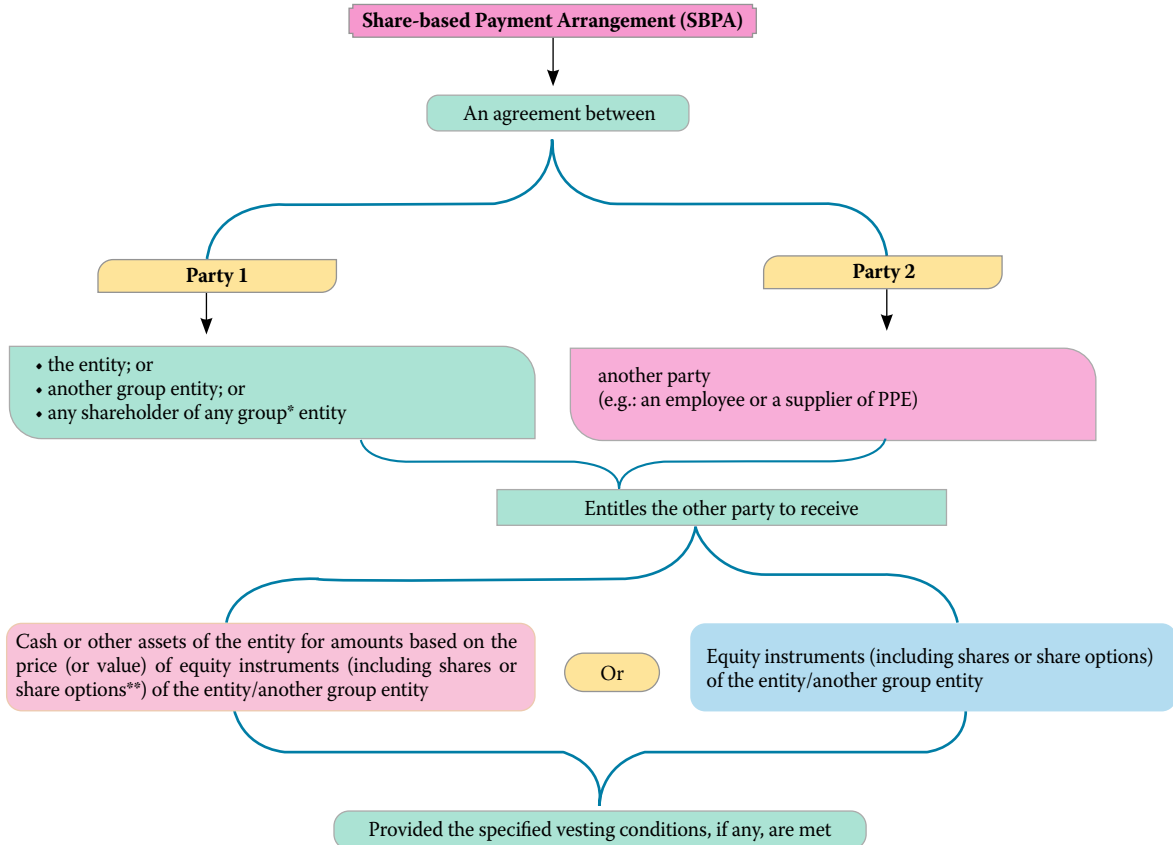 Share-based Payment Arrangement (SBPA)
An agreement between
Party 1
Party 2
• the entity; or
• another group entity; or
• any shareholder of any group* entity
another party
(e.g.: an employee or a supplier of PPE)
Entitles the other party to receive
Cash or other assets of the entity for amounts based on the
price (or value) of equity instruments (including shares or
share options**) of the entity/another group entity
Or
Equity instruments (including shares or share options)
of the entity/another group entity
Provided the specified vesting conditions, if any, are met